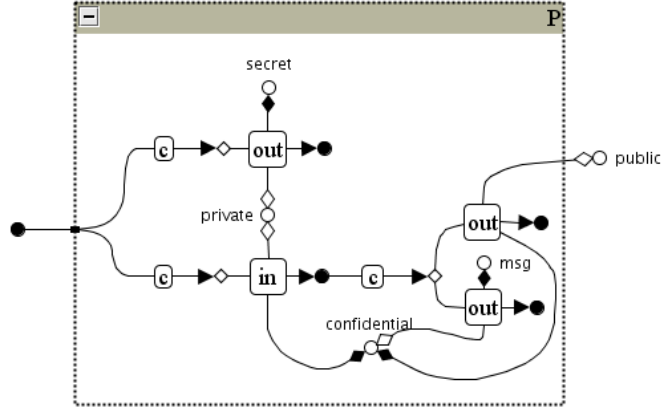 P
secret
c
out
public
private
out
c
in
c
msg
out
confidential